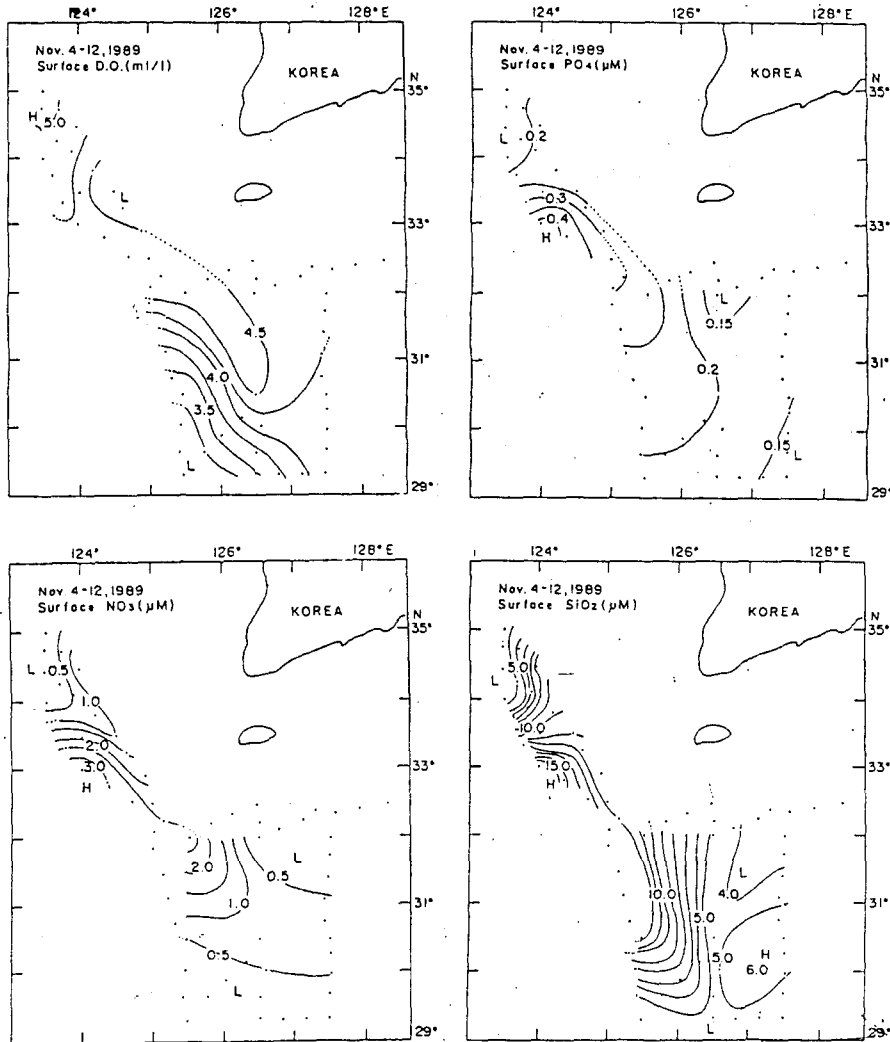 124° 126° 128° E
Nov. 4-12, 1989
Surface D.O.(ml/l)
KOREA
N
35°
33°
31°
29°
H
5.0
L
4.5
4.0
3.5
L
124° 126° 128° E
Nov. 4-12, 1989
Surface PO4(μM)
KOREA
N
35°
33°
31°
29°
L
0.2
0.3
0.4
H
L
0.15
0.2
0.15
L
124° 126° 128° E
Nov. 4-12, 1989
Surface NO3(μM)
KOREA
N
35°
33°
31°
29°
L
0.5
1.0
2.0
3.0
H
2.0
L
0.5
1.0
0.5
L
124° 126° 128° E
Nov. 4-12, 1989
Surface SiO2(μM)
KOREA
N
35°
33°
31°
29°
5.0
L
10.0
15.0
H
10.0
L
4.0
5.0
5.0
H
6.0
L